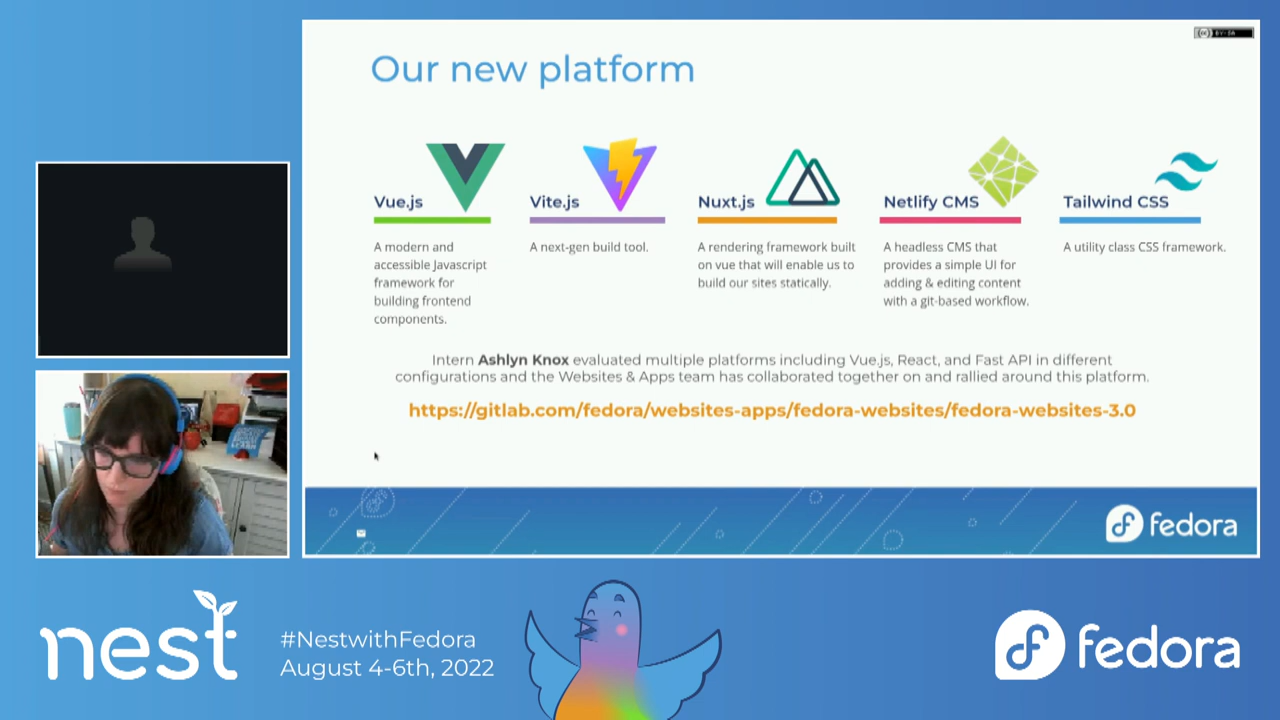 Our new platform
BY-SA
Vue.js
Vite.js
Nuxt.js
Netlify CMS
Tailwind CSS
A modern and
accessible Javascript
framework for
building frontend
components.
A next-gen build tool.
A rendering framework built
on vue that will enable us to
build our sites statically.
A headless CMS that
provides a simple UI for
adding & editing content
with a git-based workflow.
A utility class CSS framework.
Intern Ashlyn Knox evaluated multiple platforms including Vue.js, React, and Fast API in different
configurations and the Websites & Apps team has collaborated together on and rallied around this platform.
https://gitlab.com/fedora/websites-apps/fedora-websites/fedora-websites-3.0
fedora
nest
#NestwithFedora
August 4-6th, 2022
fedora